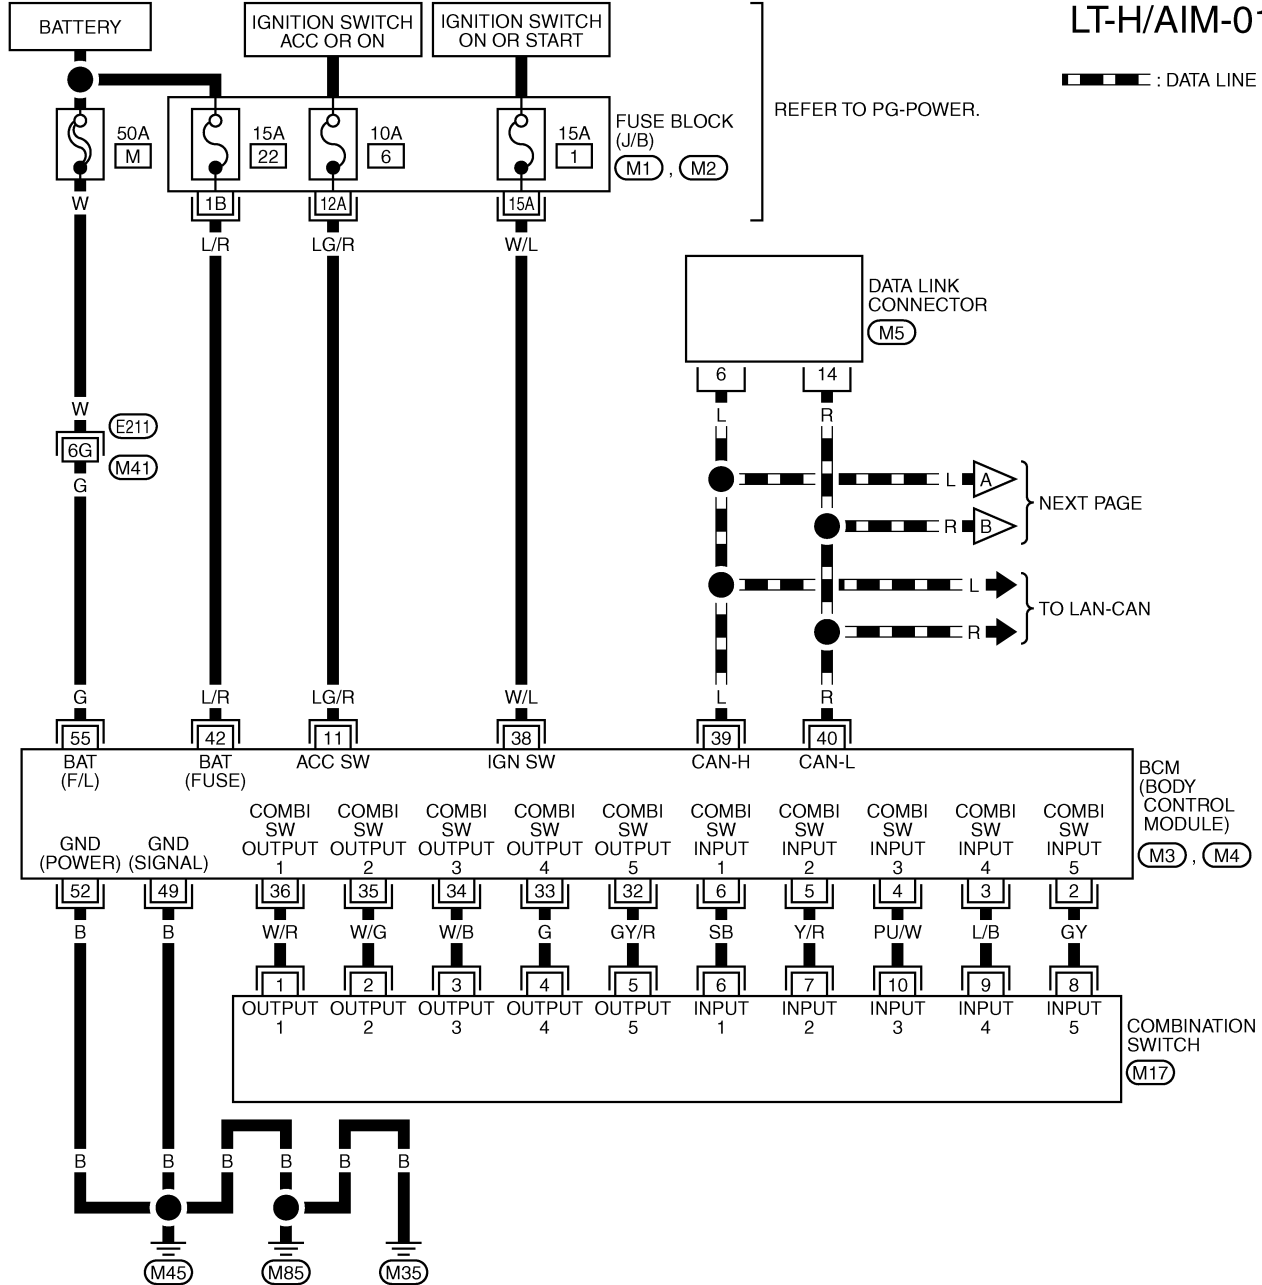 LT-H/AIM-01
BATTERY
IGNITION SWITCH
ACC OR ON
IGNITION SWITCH
ON OR START
: DATA LINE
REFER TO PG-POWER.
50A
M
15A
22
10A
6
15A
1
FUSE BLOCK
(J/B)
M1 , M2
W
1B
12A
15A
L/R
LG/R
W/L
DATA LINK
CONNECTOR
M5
6
14
L
R
W
E211
6G
M41
G
L
A
R
B
NEXT PAGE
L
R
TO LAN-CAN
G
L/R
LG/R
W/L
L
R
55
42
11
38
39
40
BAT
(F/L)
BAT
(FUSE)
ACC SW
IGN SW
CAN-H
CAN-L
BCM
(BODY
CONTROL
MODULE)
M3 , M4
GND
(POWER)
GND
(SIGNAL)
COMBI
SW
OUTPUT
1
COMBI
SW
OUTPUT
2
COMBI
SW
OUTPUT
3
COMBI
SW
OUTPUT
4
COMBI
SW
OUTPUT
5
COMBI
SW
INPUT
1
COMBI
SW
INPUT
2
COMBI
SW
INPUT
3
COMBI
SW
INPUT
4
COMBI
SW
INPUT
5
52
49
36
35
34
33
32
6
5
4
3
2
B
B
W/R
W/G
W/B
G
GY/R
SB
Y/R
PU/W
L/B
GY
1
2
3
4
5
6
7
10
9
8
OUTPUT
1
OUTPUT
2
OUTPUT
3
OUTPUT
4
OUTPUT
5
INPUT
1
INPUT
2
INPUT
3
INPUT
4
INPUT
5
COMBINATION
SWITCH
M17
B
B
B
B
B
B
M45
M85
M35